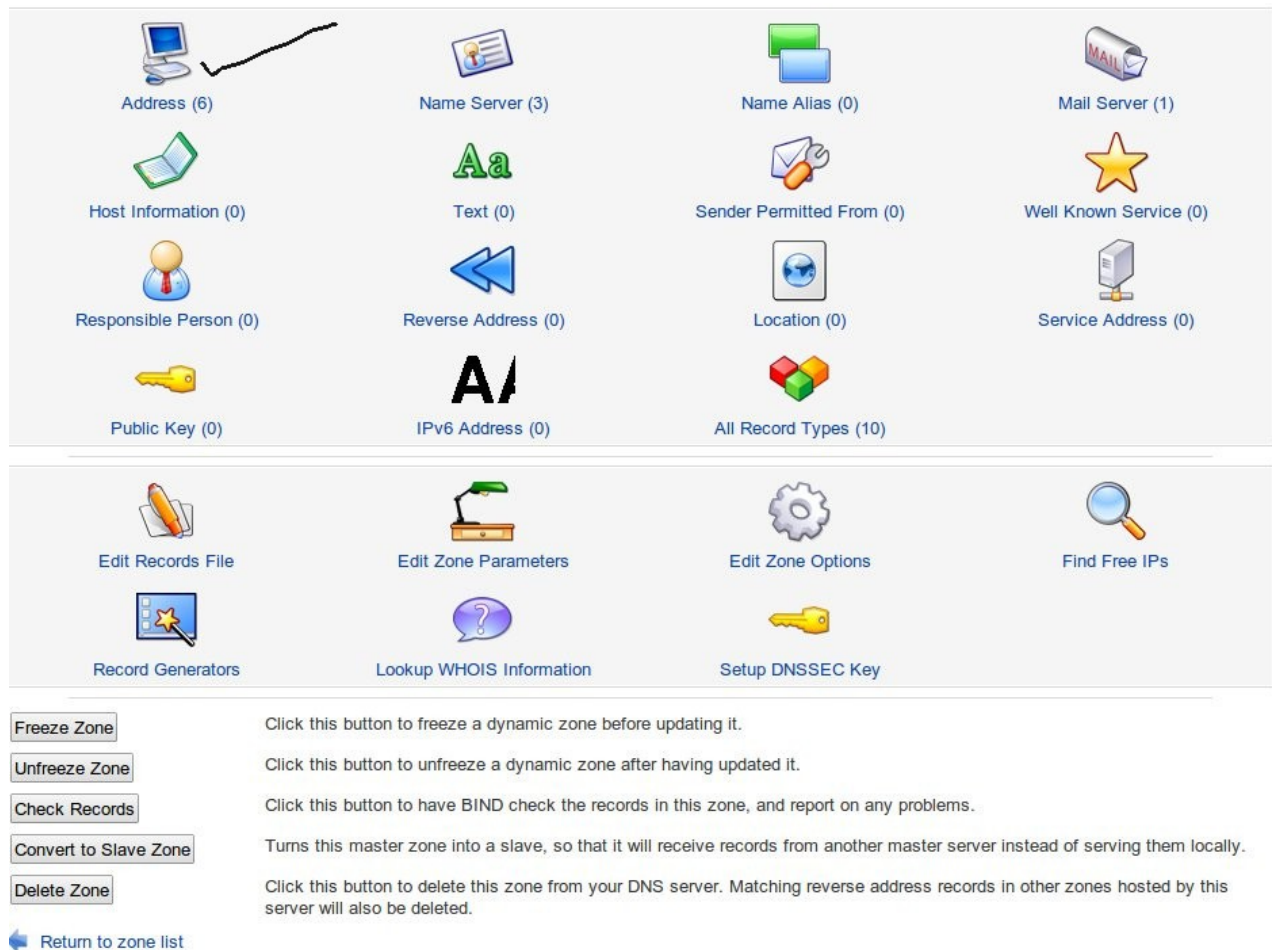 MAIL
Address (6)
Name Server (3)
Name Alias (0)
Mail Server (1)
Aa
Host Information (0)
Text (0)
Sender Permitted From (0)
Well Known Service (0)
Responsible Person (0)
Reverse Address (0)
Location (0)
Service Address (0)
AA
Public Key (0)
IPv6 Address (0)
All Record Types (10)
Edit Records File
Edit Zone Parameters
Edit Zone Options
Find Free IPs
?
Record Generators
Lookup WHOIS Information
Setup DNSSEC Key
Freeze Zone
Click this button to freeze a dynamic zone before updating it.
Unfreeze Zone
Click this button to unfreeze a dynamic zone after having updated it.
Check Records
Click this button to have BIND check the records in this zone, and report on any problems.
Convert to Slave Zone
Turns this master zone into a slave, so that it will receive records from another master server instead of serving them locally.
Delete Zone
Click this button to delete this zone from your DNS server. Matching reverse address records in other zones hosted by this
server will also be deleted.
Return to zone list